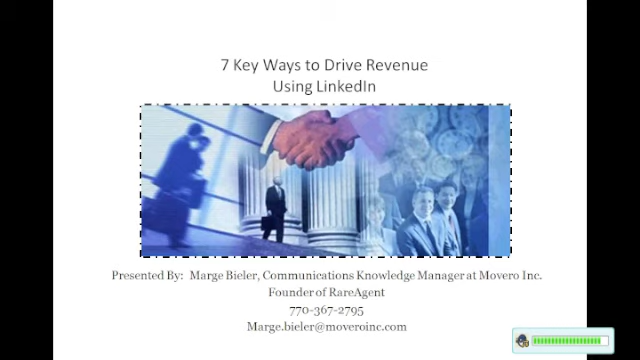 7 Key Ways to Drive Revenue
Using LinkedIn
Presented By: Marge Bieler, Communications Knowledge Manager at Movero Inc.
Founder of RareAgent
770-367-2795
Marge.bieler@moveroinc.com